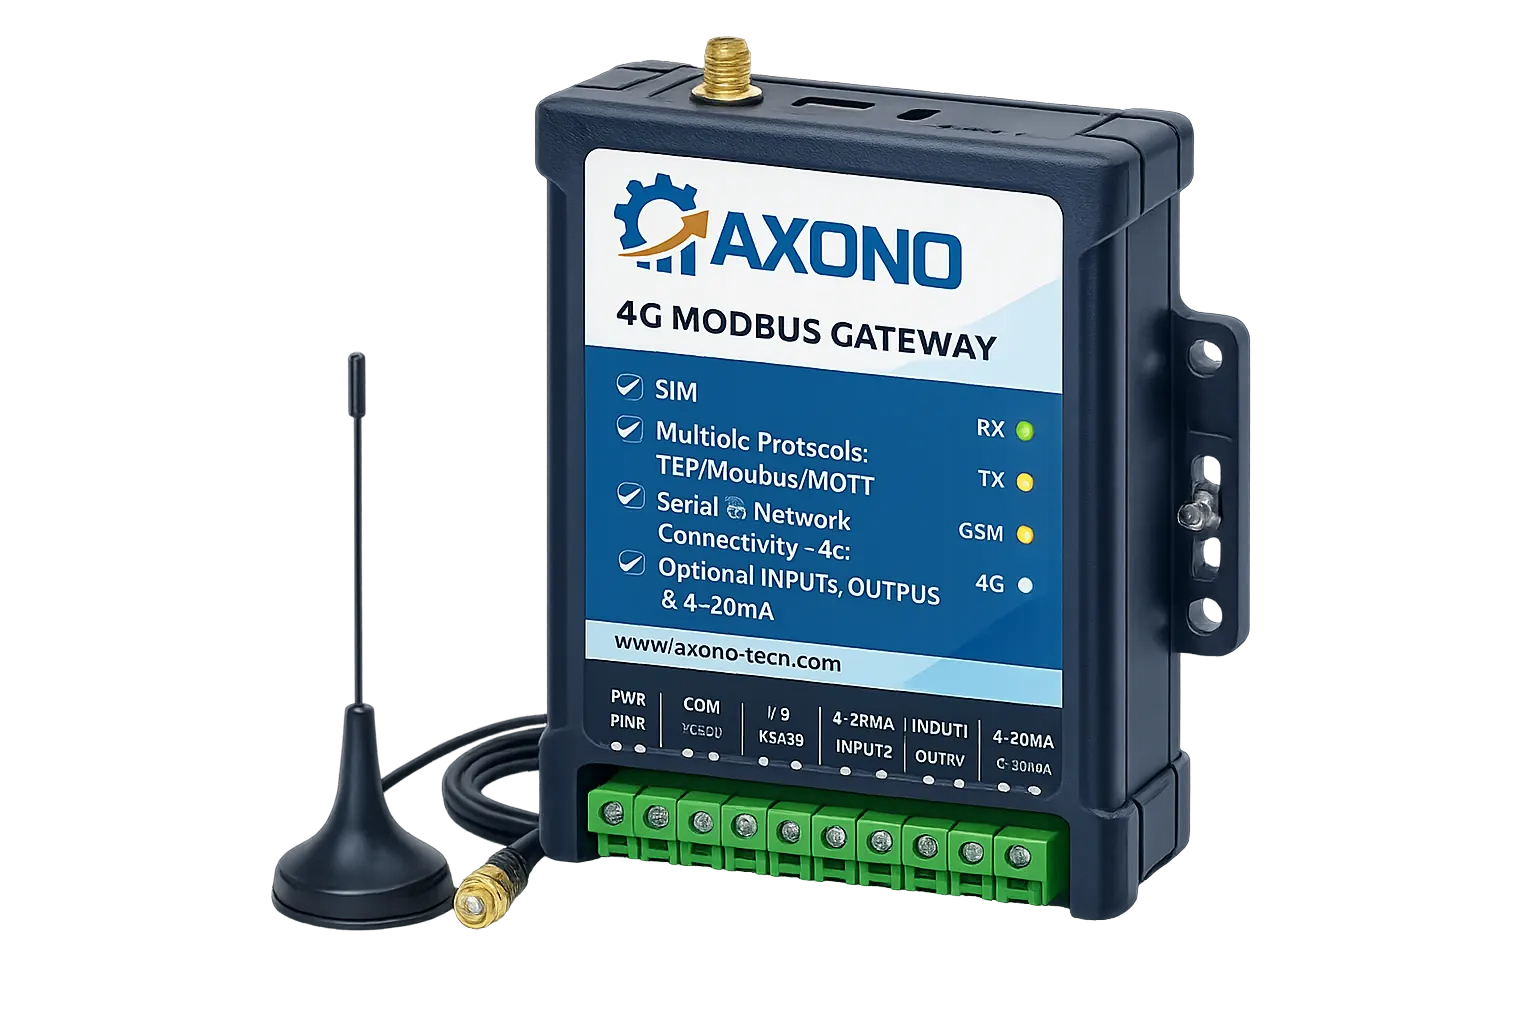 AXONO
4G MODBUS GATEWAY
SIM
Multiolc Protscols:
TEP/Moubus/MOTT
Serial Network
Connectivity – 4c:
Optional INPUTs, OUTPUS
& 4–20mA
RX
TX
GSM
4G
www/axono-tecn.com
PWR
PINR
COM
I/ 9
KSA39
4-2RMA
INPUT2
INDUTI
OUTRV
4-20MA